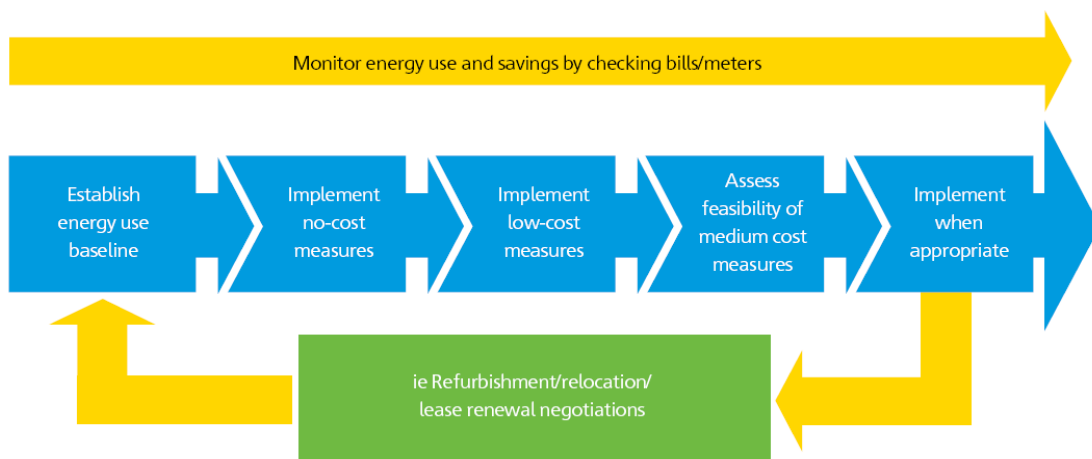 Monitor energy use and savings by checking bills/meters
Establish
energy use
baseline
Implement
no-cost
measures
Implement
low-cost
measures
Assess
feasibility of
medium cost
measures
Implement
when
appropriate
ie Refurbishment/relocation/
lease renewal negotiations